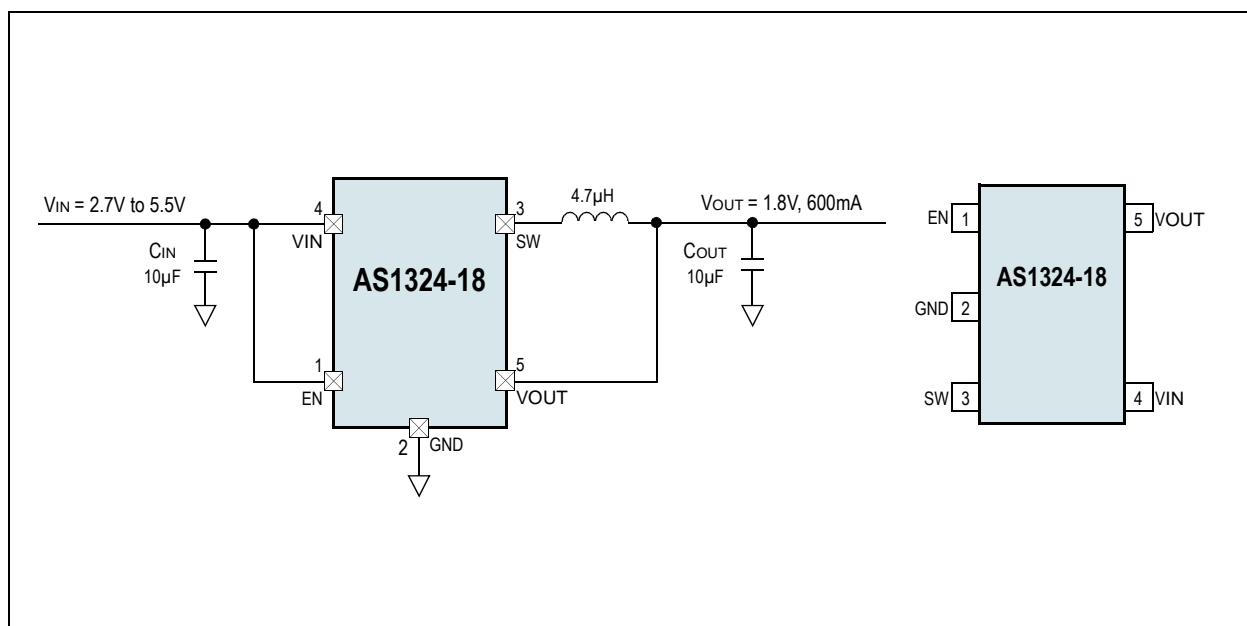 VIN = 2.7V to 5.5V
4
VIN
CIN
10µF
1
EN
AS1324-18
2
GND
3
SW
4.7µH
VOUT = 1.8V, 600mA
COUT
10µF
5
VOUT
EN 1
GND 2
SW 3
AS1324-18
5 VOUT
4 VIN